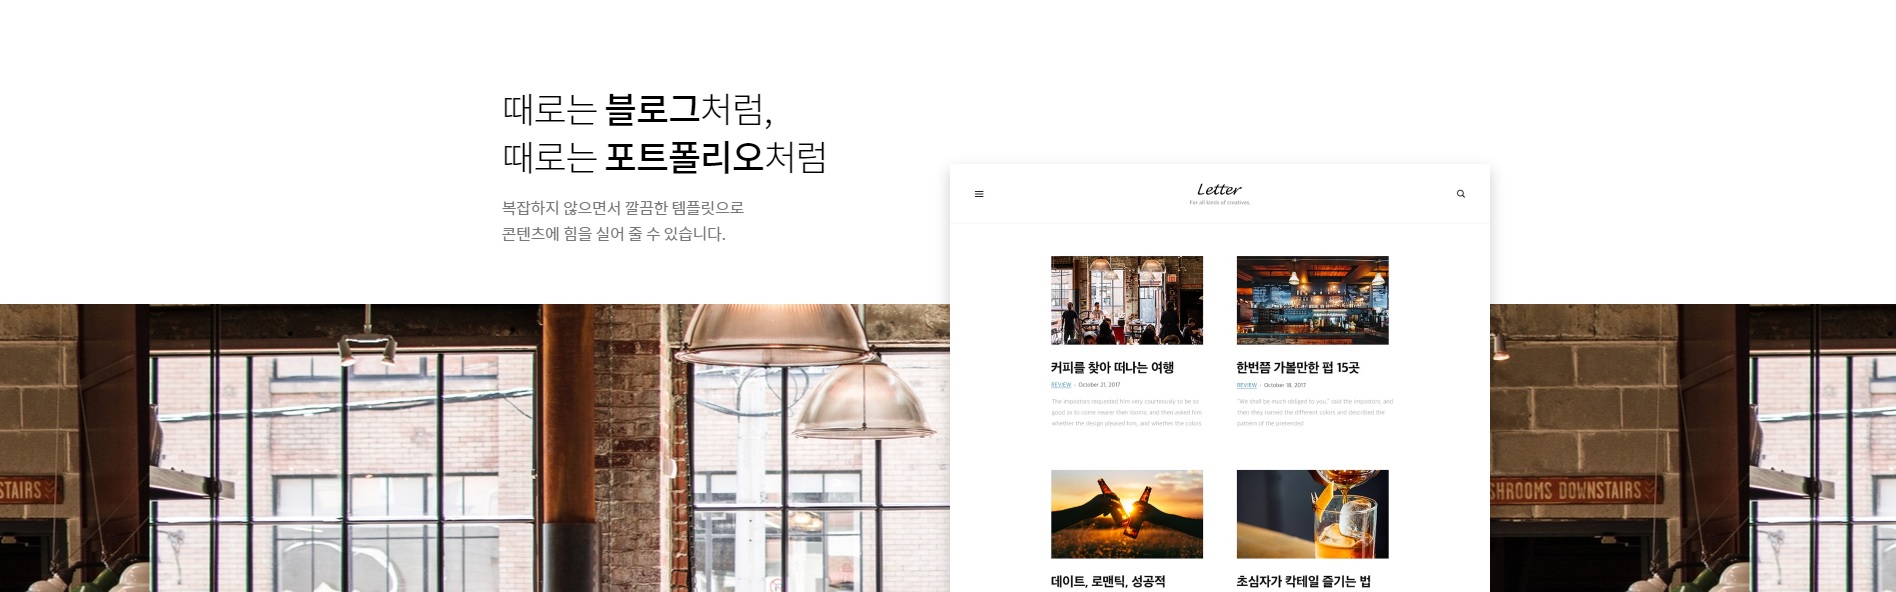 때로는 블로그처럼,
때로는 포트폴리오처럼
복잡하지 않으면서 깔끔한 템플릿으로
콘텐츠에 힘을 실어 줄 수 있습니다.
Letter
For all kinds of creatives.
커피를 찾아 떠나는 여행
REVIEW · October 21, 2017
The impostors requested him very courteously to be so
good as to come nearer their looms; and then asked him
whether the design pleased him, and whether the colors
한번쯤 가볼만한 펍 15곳
REVIEW · October 18, 2017
"We shall be much obliged to you," said the impostors, and
then they named the different colors and described the
pattern of the pretended
데이트, 로맨틱, 성공적
초심자가 칵테일 즐기는 법
STAIRS
SHROOMS DOWNSTAIRS